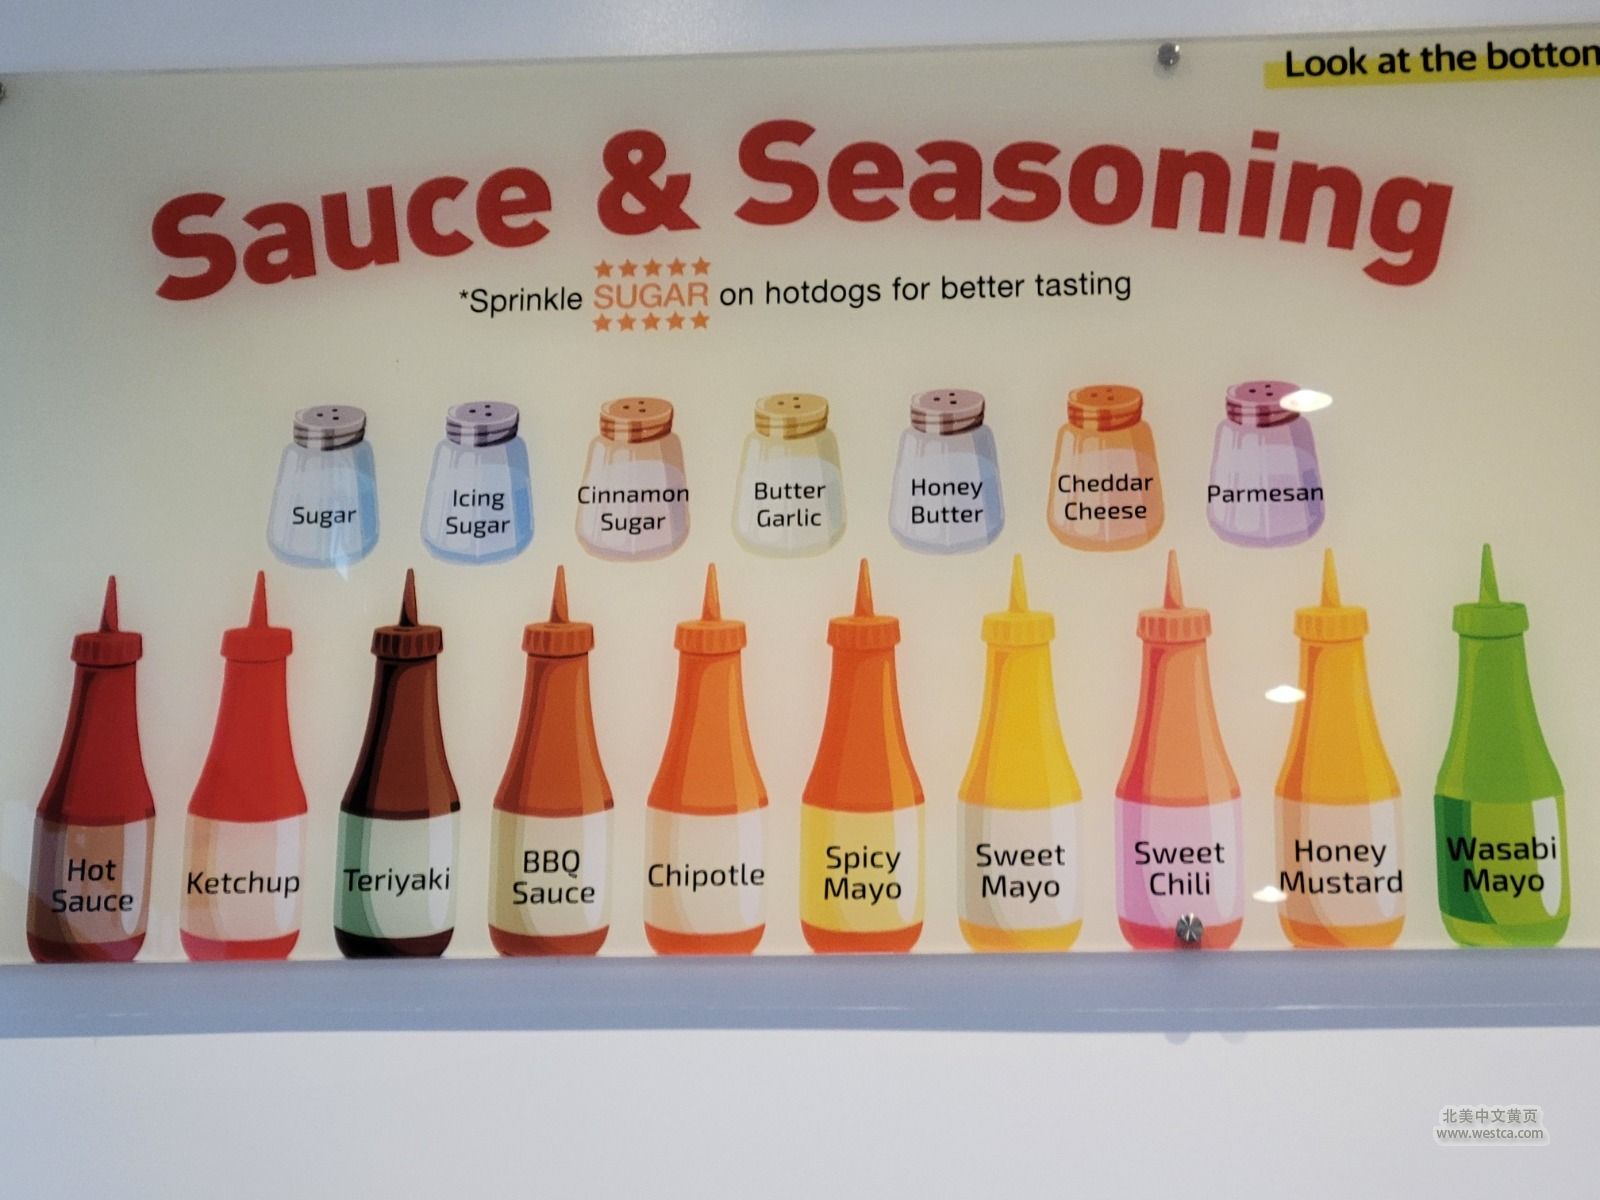 Look at the bottom
Sauce & Seasoning
*Sprinkle SUGAR on hotdogs for better tasting
Sugar
Icing
Sugar
Cinnamon
Sugar
Butter
Garlic
Honey
Butter
Cheddar
Cheese
Parmesan
Hot
Sauce
Ketchup
Teriyaki
BBQ
Sauce
Chipotle
Spicy
Mayo
Sweet
Mayo
Sweet
Chili
Honey
Mustard
Wasabi
Mayo
北美中文黄页
www.westca.com